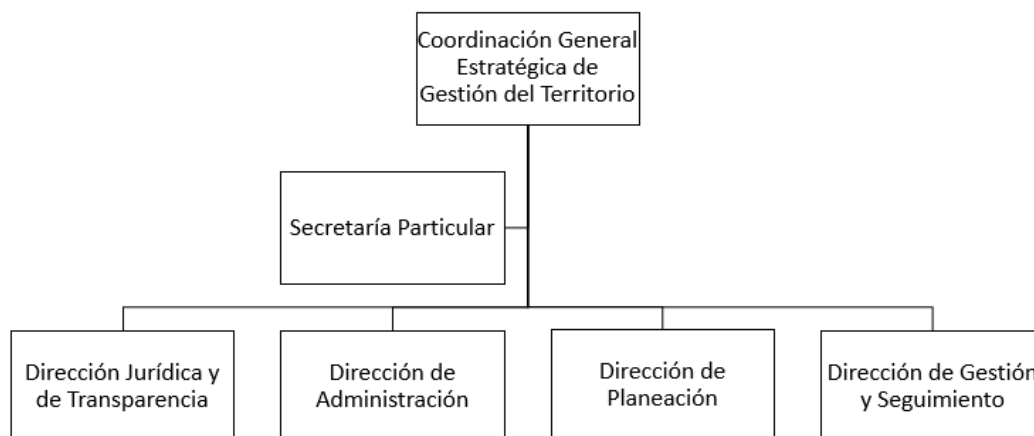 Coordinación General
Estratégica de
Gestión del Territorio
Secretaría Particular
Dirección Jurídica y
de Transparencia
Dirección de
Administración
Dirección de
Planeación
Dirección de Gestión
y Seguimiento